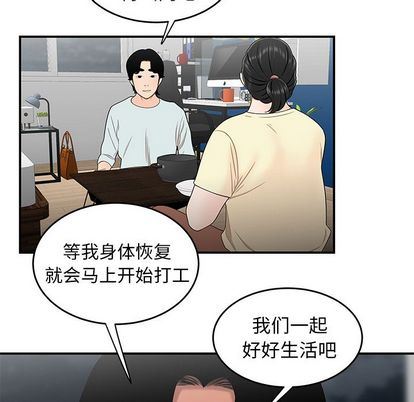 等我身体恢复
就会马上开始打工
我们一起
好好生活吧